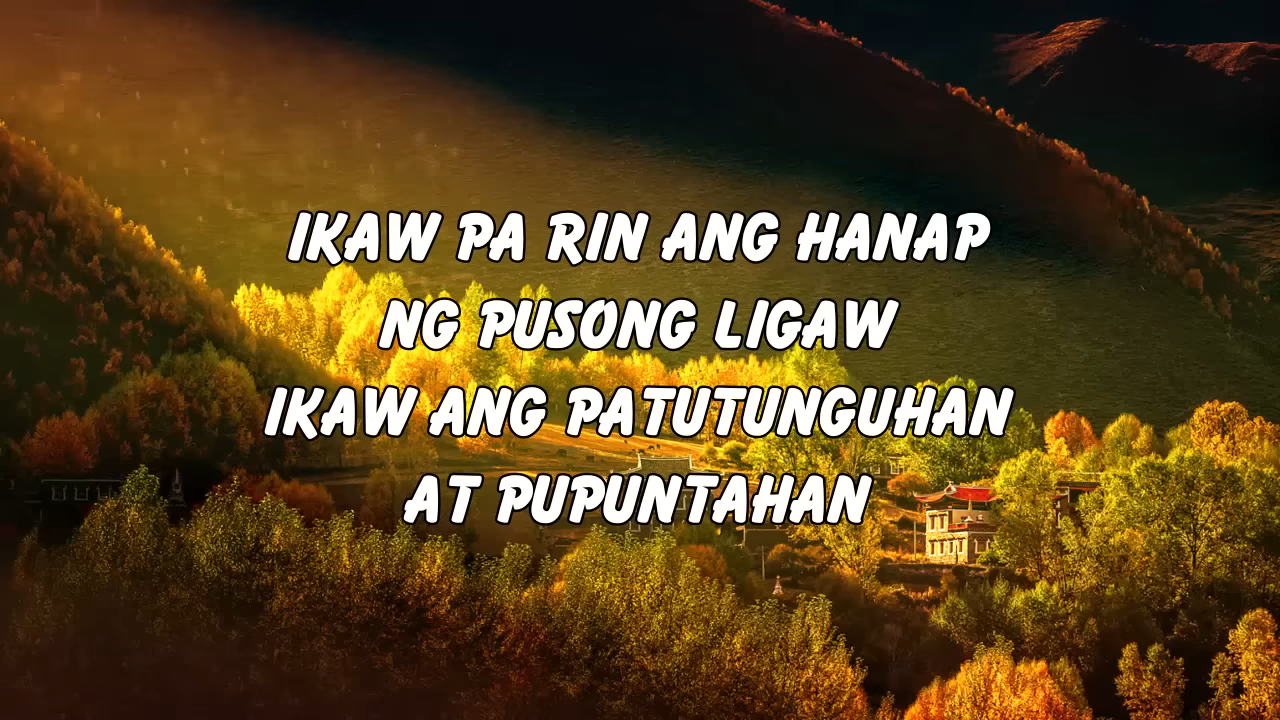 IKAW PA RIN ANG HANAP
NG PUSONG LIGAW
IKAW ANG PATUTUNGUHAN
AT PUPUNTAHAN